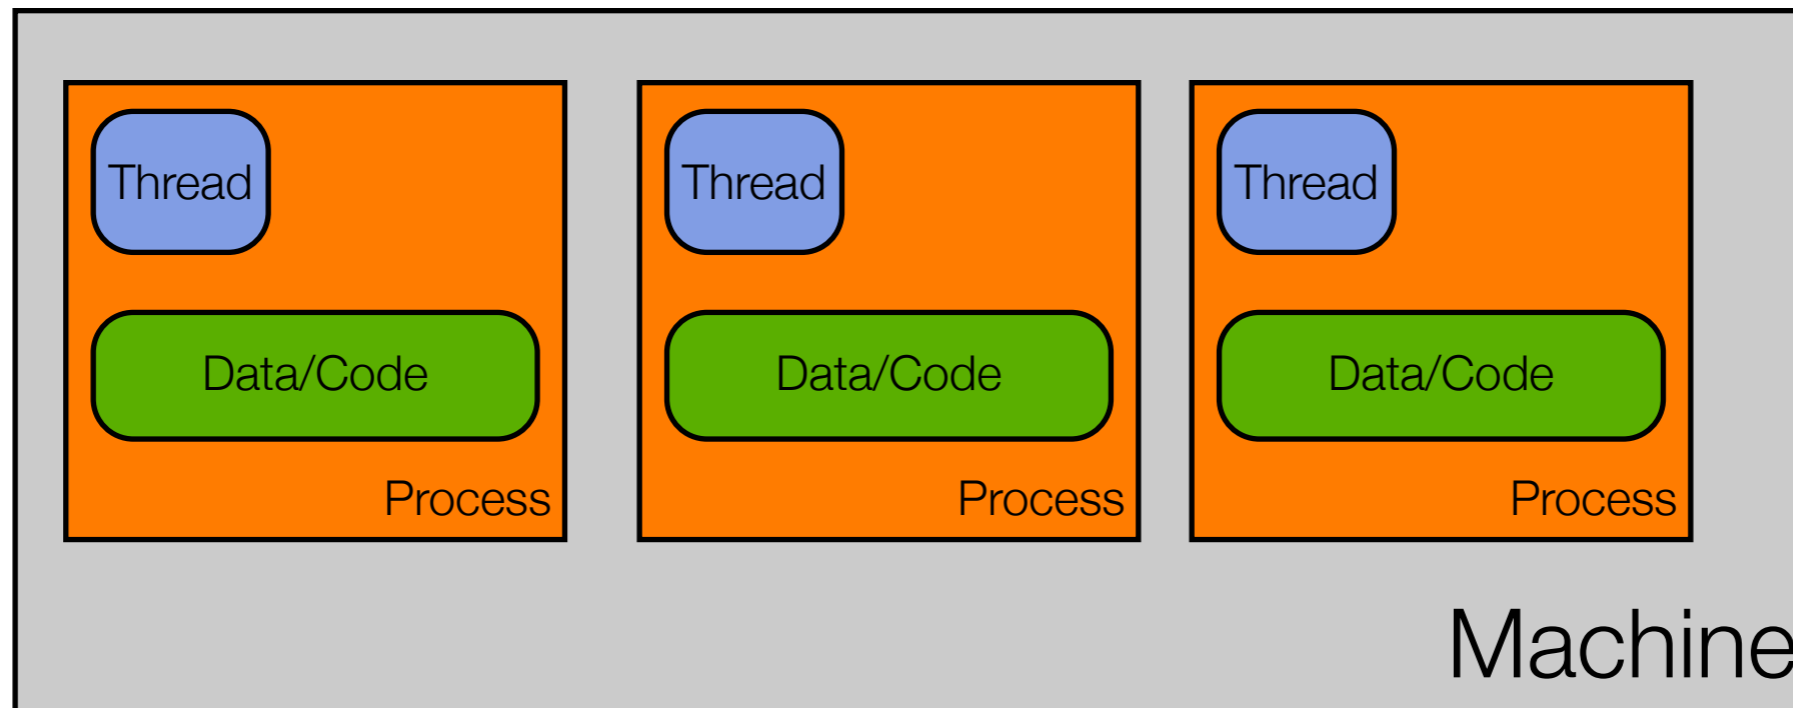 Thread
Thread
Thread
Data/Code
Data/Code
Data/Code
Process
Process
Process
Machine